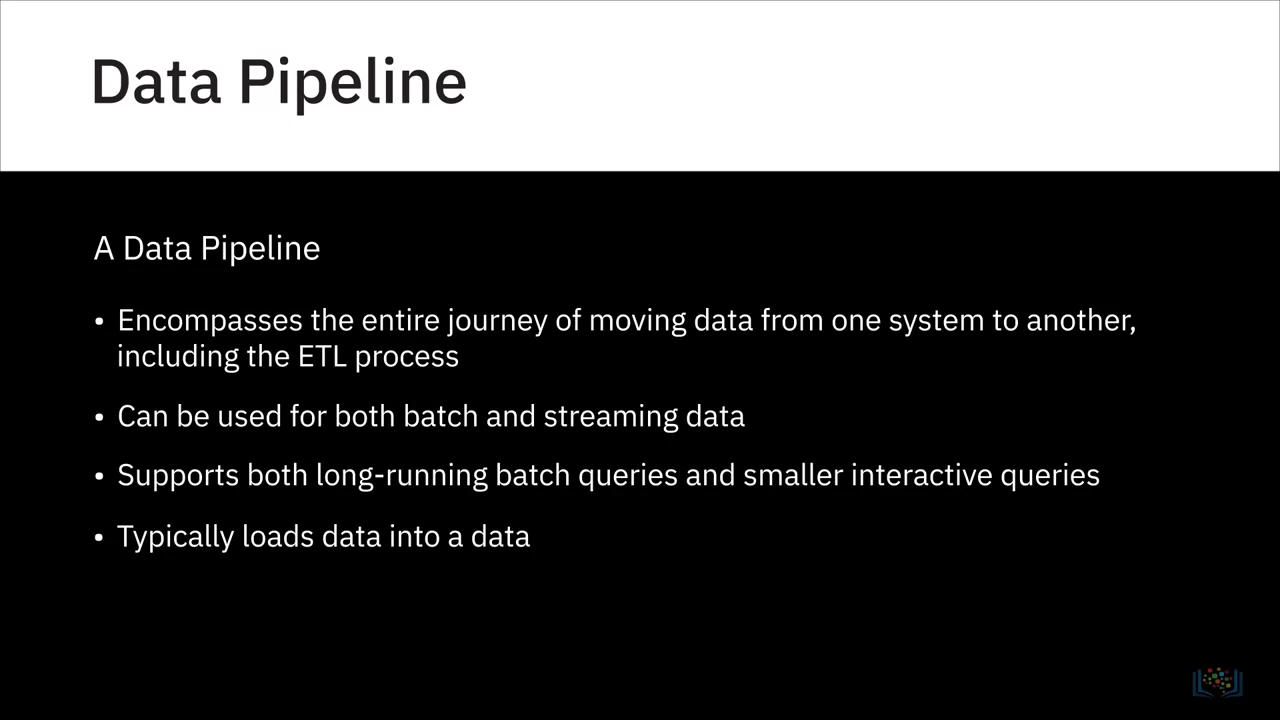 Data Pipeline
A Data Pipeline
• Encompasses the entire journey of moving data from one system to another,
including the ETL process
• Can be used for both batch and streaming data
• Supports both long-running batch queries and smaller interactive queries
• Typically loads data into a data